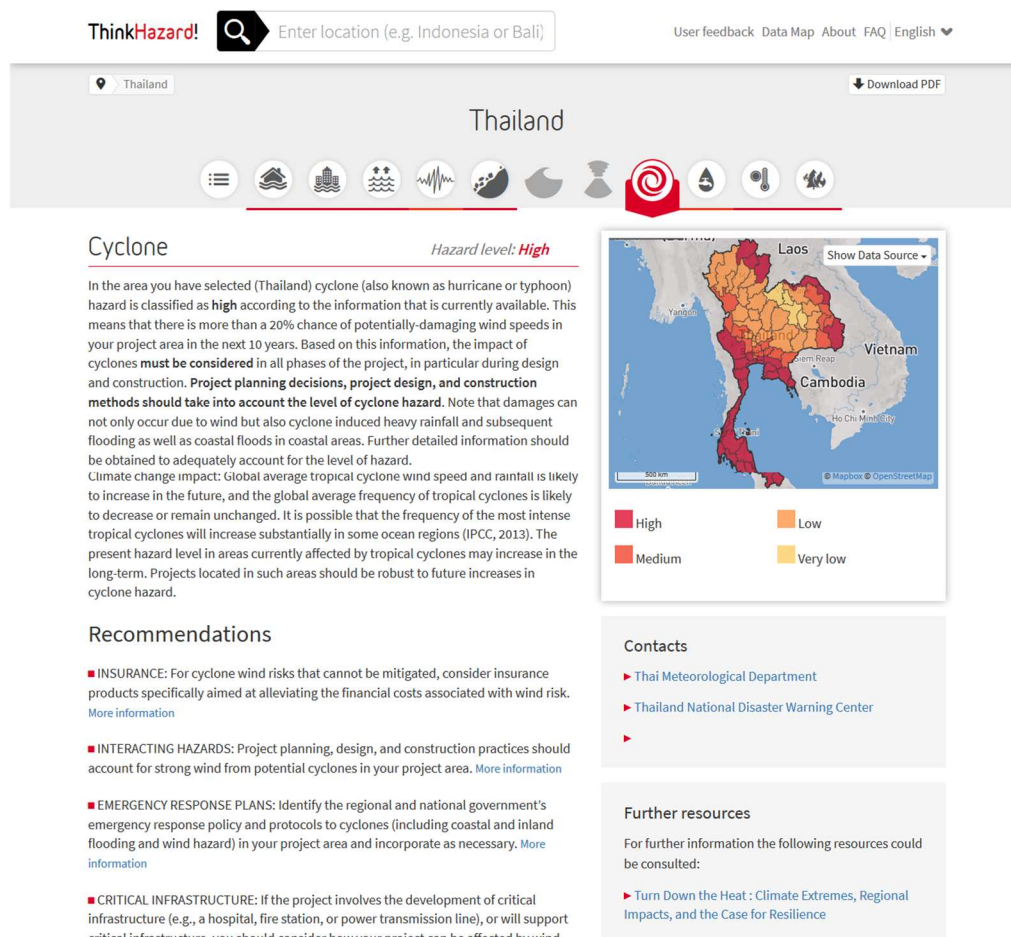 ThinkHazard!
Enter location (e.g. Indonesia or Bali)
User feedback Data Map About FAQ English
Thailand
Download PDF
Thailand
Cyclone
Hazard level: High
In the area you have selected (Thailand) cyclone (also known as hurricane or typhoon)
hazard is classified as high according to the information that is currently available. This
means that there is more than a 20% chance of potentially-damaging wind speeds in
your project area in the next 10 years. Based on this information, the impact of
cyclones must be considered in all phases of the project, in particular during design
and construction. Project planning decisions, project design, and construction
methods should take into account the level of cyclone hazard. Note that damages can
not only occur due to wind but also cyclone induced heavy rainfall and subsequent
flooding as well as coastal floods in coastal areas. Further detailed information should
be obtained to adequately account for the level of hazard.
Climate change impact: Global average tropical cyclone wind speed and rainfall is likely
to increase in the future, and the global average frequency of tropical cyclones is likely
to decrease or remain unchanged. It is possible that the frequency of the most intense
tropical cyclones will increase substantially in some ocean regions (IPCC, 2013). The
present hazard level in areas currently affected by tropical cyclones may increase in the
long-term. Projects located in such areas should be robust to future increases in
cyclone hazard.
Recommendations
INSURANCE: For cyclone wind risks that cannot be mitigated, consider insurance
products specifically aimed at alleviating the financial costs associated with wind risk.
More information
INTERACTING HAZARDS: Project planning, design, and construction practices should
account for strong wind from potential cyclones in your project area. More information
EMERGENCY RESPONSE PLANS: Identify the regional and national government's
emergency response policy and protocols to cyclones (including coastal and inland
flooding and wind hazard) in your project area and incorporate as necessary. More
information
CRITICAL INFRASTRUCTURE: If the project involves the development of critical
infrastructure (e.g., a hospital, fire station, or power transmission line), or will support
critical infrastructure, you should consider how your project can be affected by wind
Laos
Show Data Source
Yangon
Thailand
Siem Reap
Vietnam
Cambodia
Ho Chi Minh City
500 km
© Mapbox © OpenStreetMap
High
Low
Medium
Very low
Contacts
Thai Meteorological Department
Thailand National Disaster Warning Center
Further resources
For further information the following resources could
be consulted:
Turn Down the Heat : Climate Extremes, Regional
Impacts, and the Case for Resilience